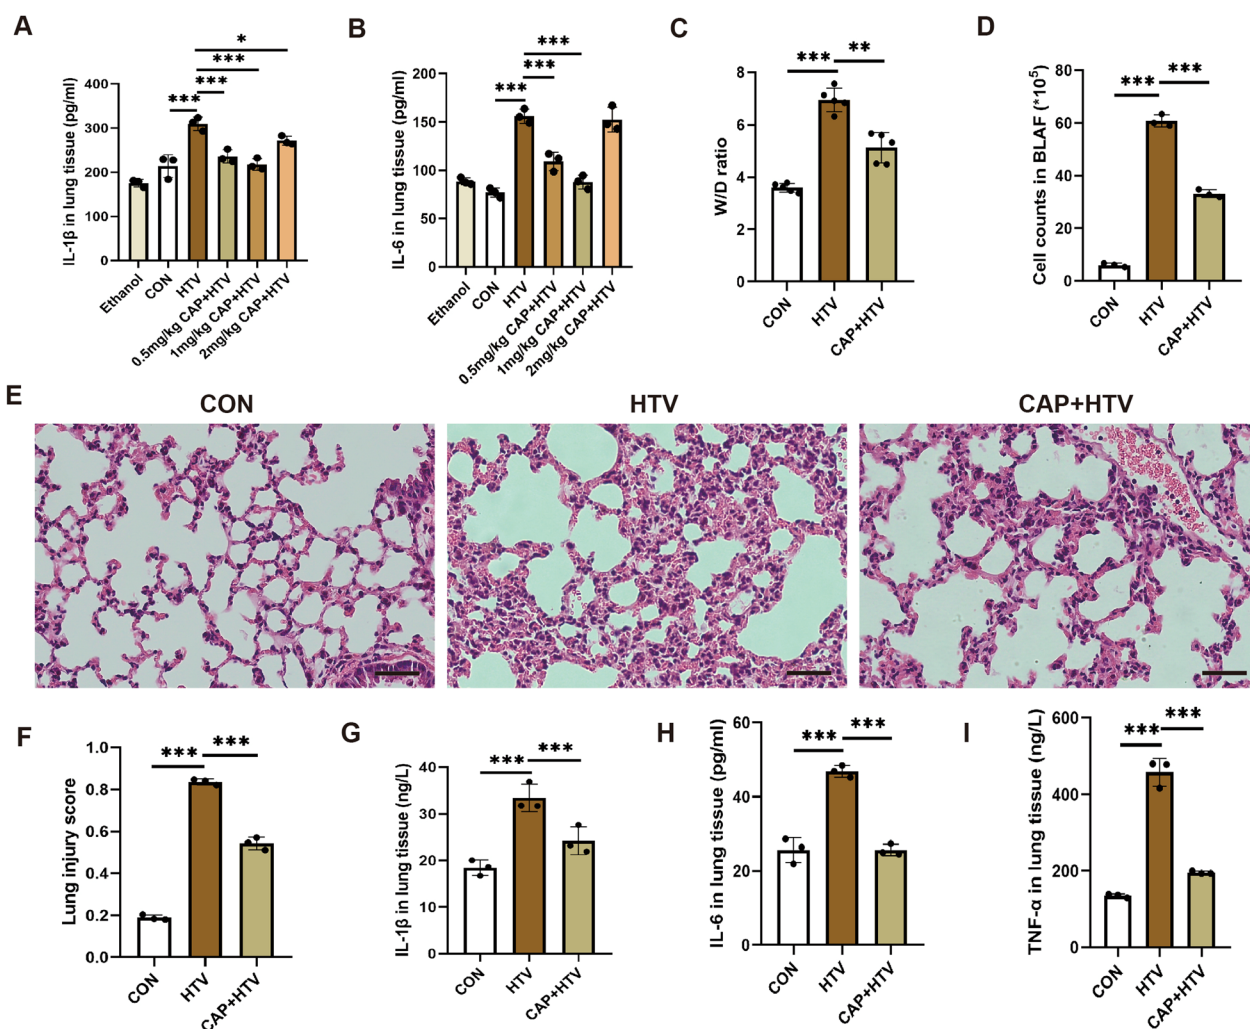 A
IL-1β in lung tissue (pg/ml)
400
300
200
100
0
***
***
***
*
Ethanol
CON
HTV
0.5mg/kg CAP+HTV
1mg/kg CAP+HTV
2mg/kg CAP+HTV
B
IL-6 in lung tissue (pg/ml)
200
150
100
50
0
***
***
***
Ethanol
CON
HTV
0.5mg/kg CAP+HTV
1mg/kg CAP+HTV
2mg/kg CAP+HTV
C
W/D ratio
8
6
4
2
0
***
**
CON
HTV
CAP+HTV
D
Cell counts in BLAF (*10⁵)
80
60
40
20
0
***
***
CON
HTV
CAP+HTV
E
CON
HTV
CAP+HTV
F
Lung injury score
1.0
0.8
0.6
0.4
0.2
0.0
***
***
CON
HTV
CAP+HTV
G
IL-1β in lung tissue (ng/L)
40
30
20
10
0
***
***
CON
HTV
CAP+HTV
H
IL-6 in lung tissue (pg/ml)
60
40
20
0
***
***
CON
HTV
CAP+HTV
I
TNF-α in lung tissue (ng/L)
600
400
200
0
***
***
CON
HTV
CAP+HTV